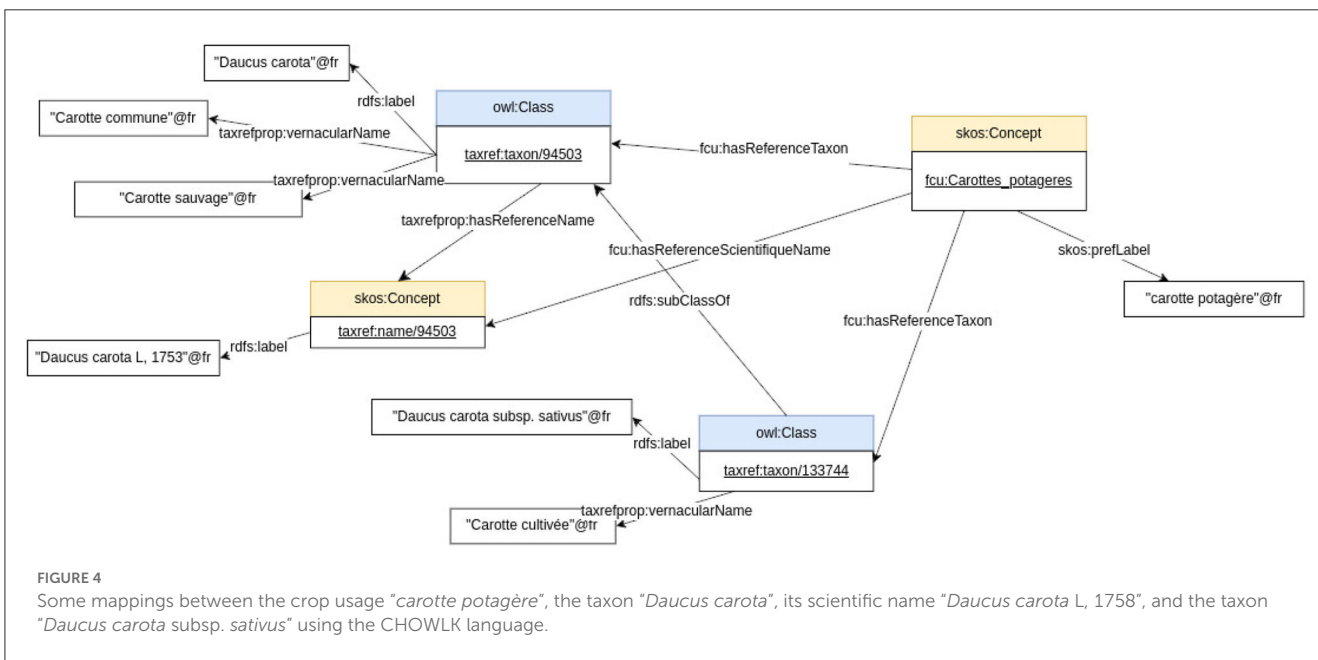 "Daucus carota"@fr
rdfs:label
owl:Class
"Carotte commune"@fr
taxrefprop:vernacularName
taxref:taxon/94503
fcu:hasReferenceTaxon
skos:Concept
taxrefprop:vernacularName
fcu:Carottes_potageres
"Carotte sauvage"@fr
taxrefprop:hasReferenceName
fcu:hasReferenceScientifiqueName
skos:prefLabel
rdfs:subClassOf
skos:Concept
"carotte potagère"@fr
taxref:name/94503
fcu:hasReferenceTaxon
rdfs:label
"Daucus carota L, 1753"@fr
"Daucus carota subsp. sativus"@fr
owl:Class
rdfs:label
taxref:taxon/133744
taxrefprop:vernacularName
"Carotte cultivée"@fr
FIGURE 4
Some mappings between the crop usage "carotte potagère", the taxon "Daucus carota", its scientific name "Daucus carota L, 1758", and the taxon
"Daucus carota subsp. sativus" using the CHOWLK language.